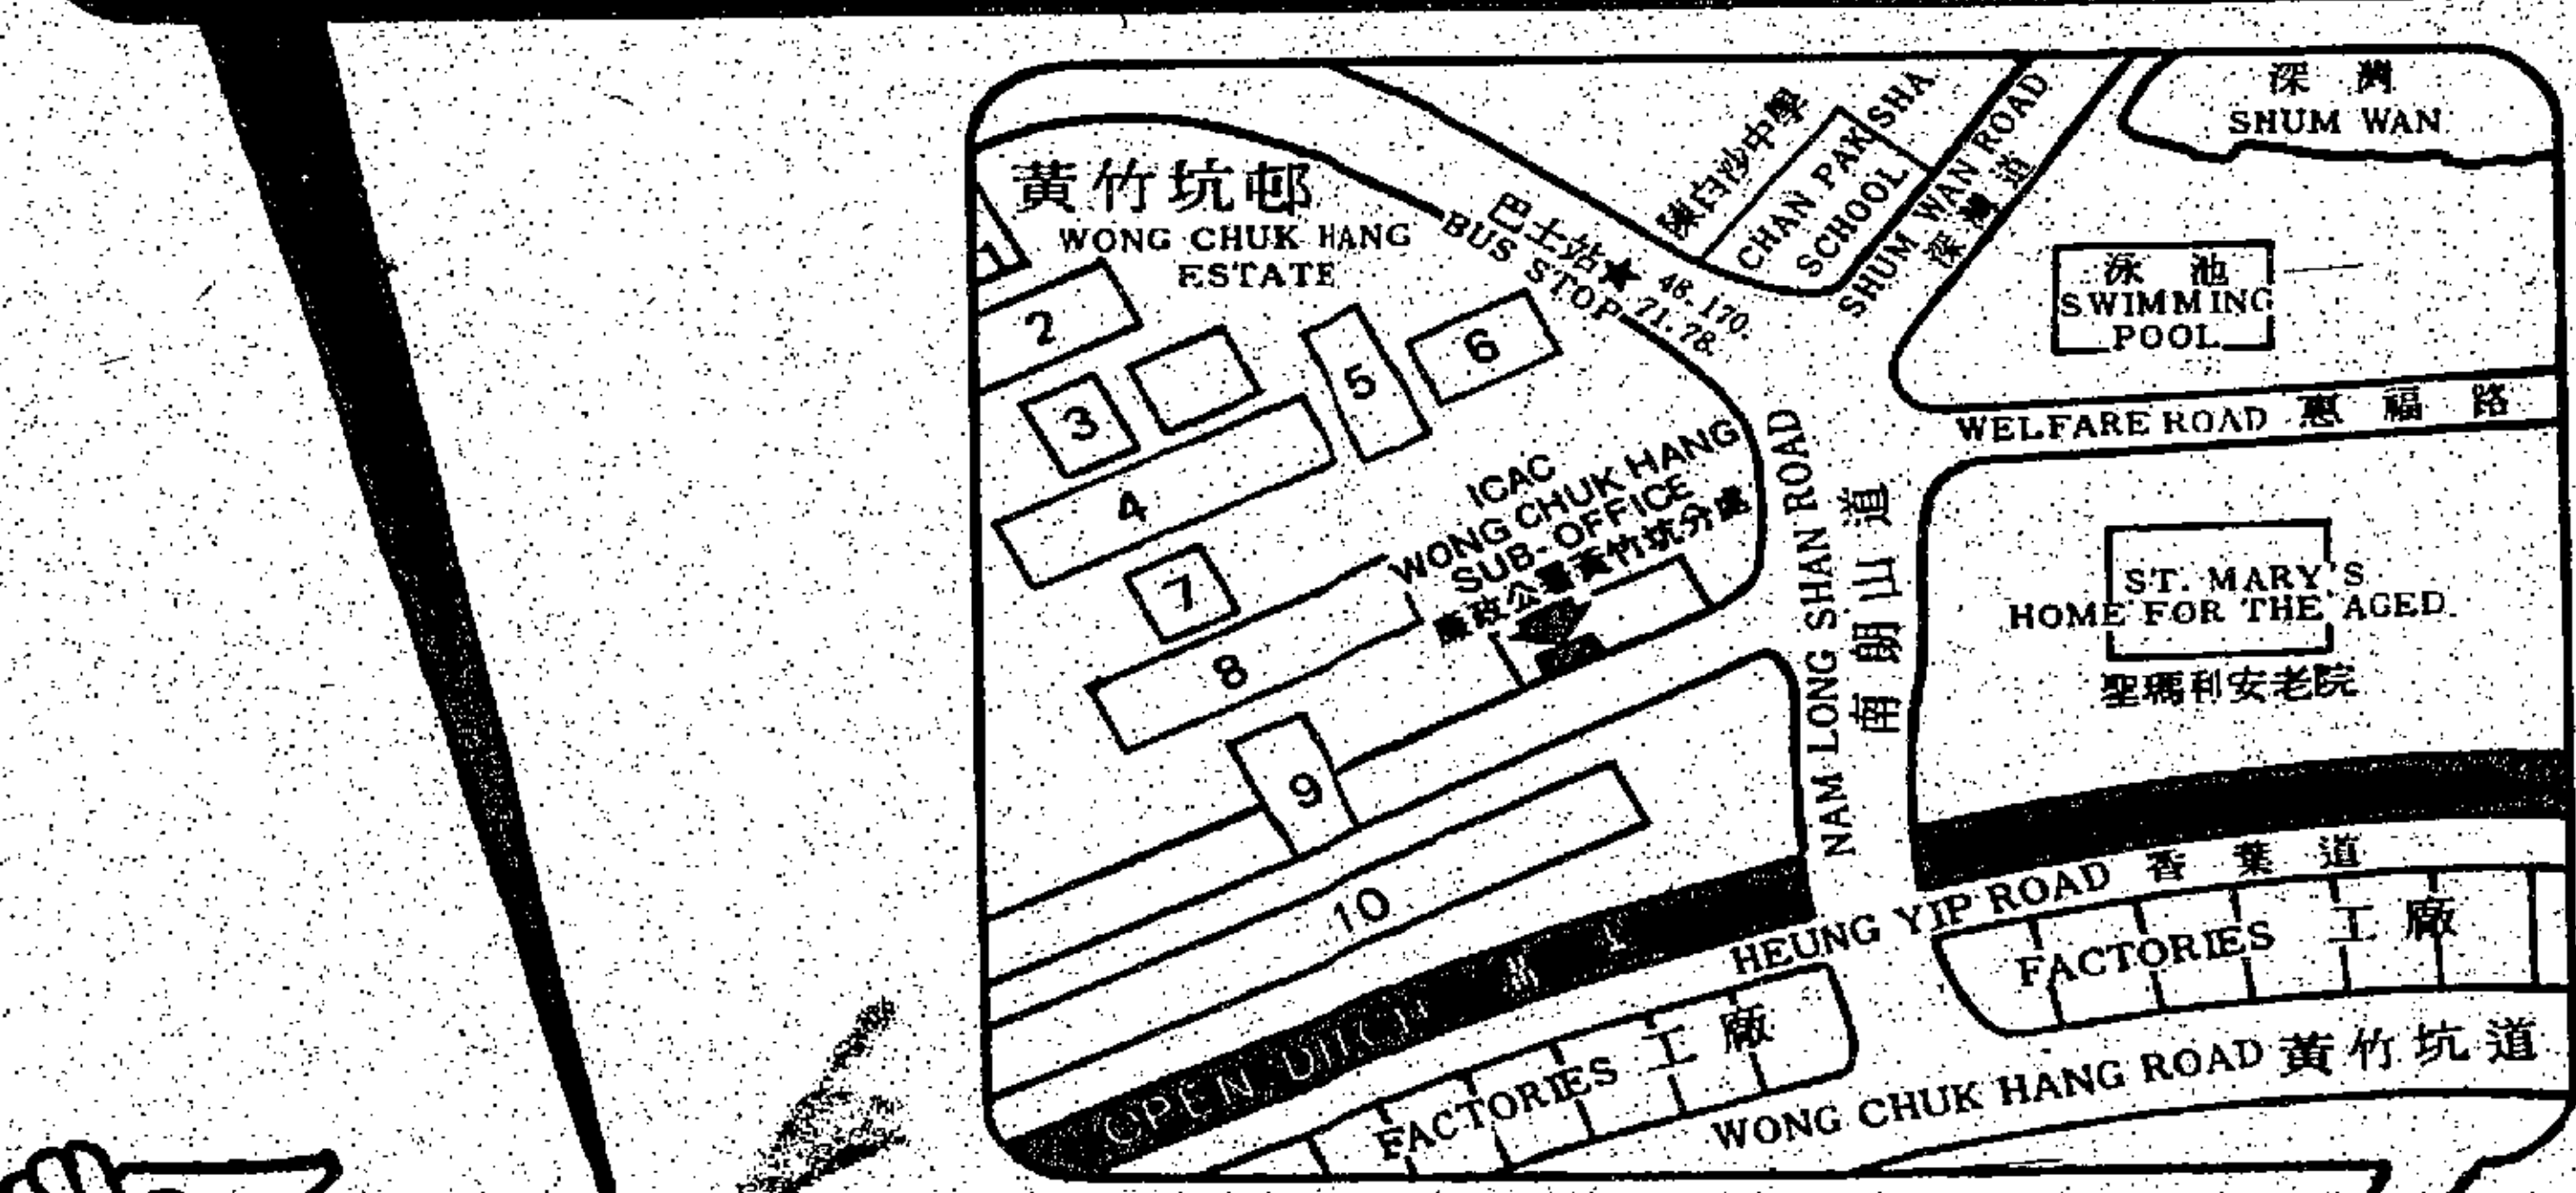 深灣
SHUM WAN
陳白沙中學
CHAN PAK SHA
SCHOOL
SHUM WAN ROAD
深灣道
黃竹坑邨
WONG CHUK HANG
ESTATE
巴士站★
BUS STOP
170.
71.78.
泳池
SWIMMING
POOL
1
2
3
4
5
6
7
8
9
10
WELFARE ROAD 惠福路
ICAC
WONG CHUK HANG
SUB-OFFICE
廉政公署黃竹坑分處
NAM LONG SHAN ROAD
南朗山道
ST. MARY'S
HOME FOR THE AGED
聖瑪利安老院
OPEN DITCH
HEUNG YIP ROAD 香葉道
FACTORIES 工廠
FACTORIES 工廠
WONG CHUK HANG ROAD 黃竹坑道